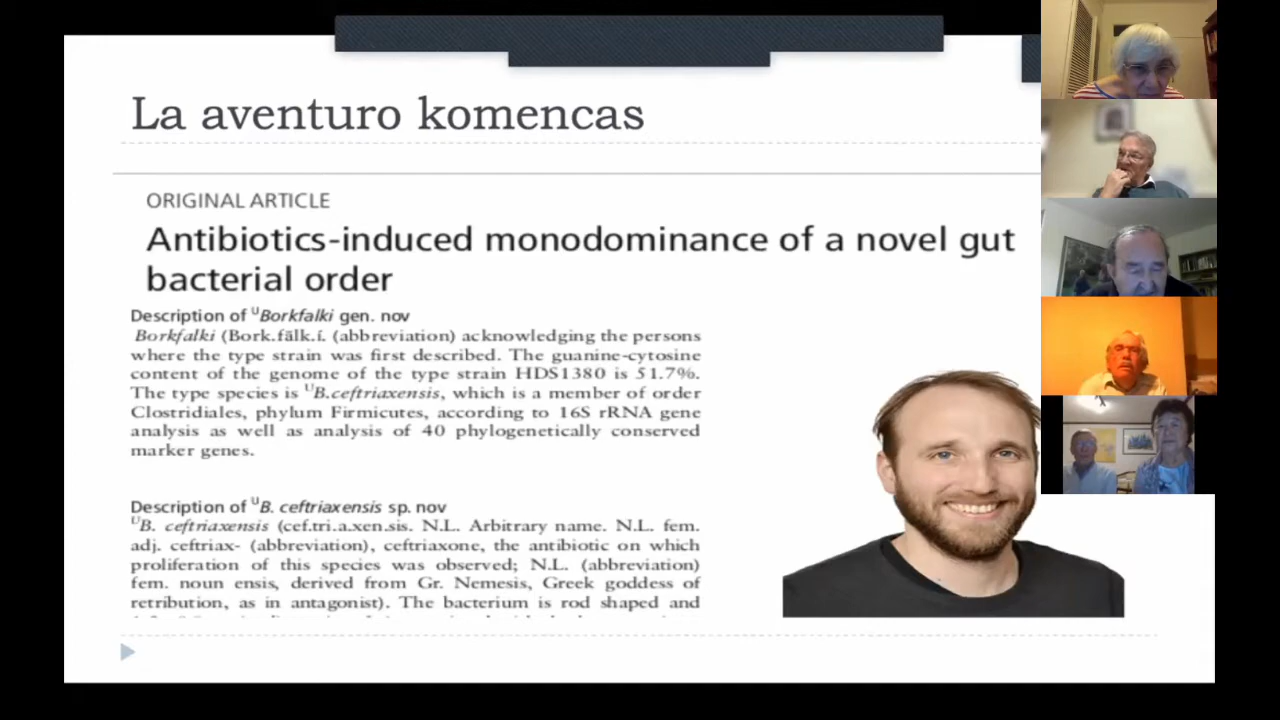 La aventuro komencas
ORIGINAL ARTICLE
Antibiotics-induced monodominance of a novel gut
bacterial order
Description of ᵁBorkfalki gen. nov
Borkfalki (Bork.fãlk.í. (abbreviation) acknowledging the persons
where the type strain was first described. The guanine-cytosine
content of the genome of the type strain HDS1380 is 51.7%.
The type species is ᵁB.ceftriaxensis, which is a member of order
Clostridiales, phylum Firmicutes, according to 16S rRNA gene
analysis as well as analysis of 40 phylogenetically conserved
marker genes.
Description of ᵁB. ceftriaxensis sp. nov
ᵁB. ceftriaxensis (cef.tri.a.xen.sis. N.L. Arbitrary name. N.L. fem.
adj. ceftriax- (abbreviation), ceftriaxone, the antibiotic on which
proliferation of this species was observed; N.L. (abbreviation)
fem. noun ensis, derived from Gr. Nemesis, Greek goddess of
retribution, as in antagonist). The bacterium is rod shaped and